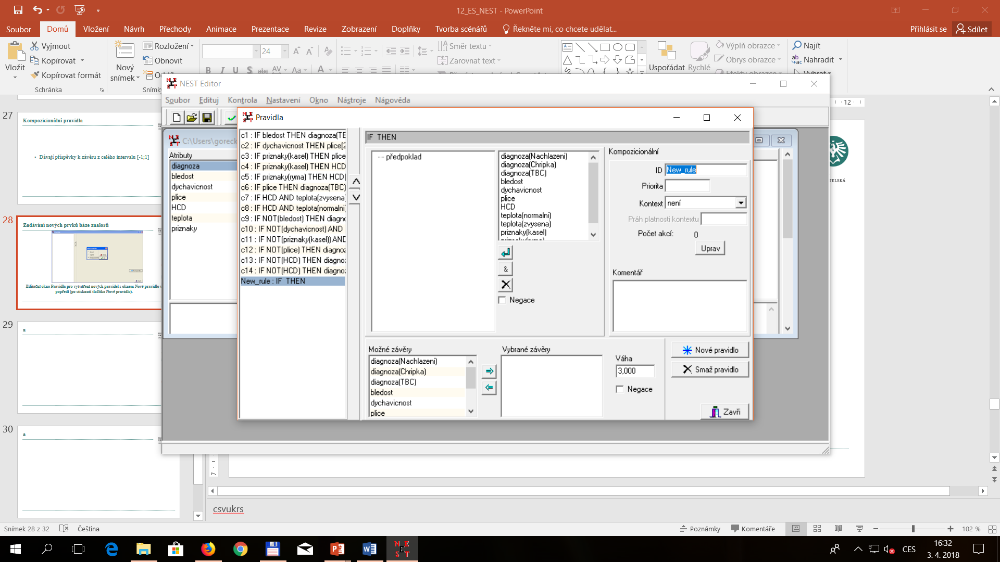 12_ES_NEST - PowerPoint
Soubor Domů Vložení Návrh Přechody Animace Prezentace Revize Zobrazení Doplňky Tvorba scénářů Řekněte mi, co chcete udělat... Přihlásit se Sdílet
Vložit
Vyjmout
Kopírovat
Kopírovat formát
Schránka
Nový
snímek
Rozložení
Obnovit
24
Směr textu
Zarovnat text
Uspořádat
Rychlé
Výplň obrazce
Obrys obrazce
Efekty obrazce
Najít
Nahradit
Vybrat
27
Kompozicionální pravidla
• Dávají příspěvky k závěru z celého intervalu [-1;1]
28
Zadávání nových prvků báze znalostí
Editační okno Pravidla pro vytváření nových pravidel s oknem Nové pravidlo v
popředí (po stisknutí tlačítka Nové pravidlo).
29
a
30
a
NEST Editor
Soubor Edituj Kontrola Nastavení Okno Nástroje Nápověda
C:\Users\goreck
Atributy
diagnoza
bledost
dychavicnost
plice
HCD
teplota
priznaky
Pravidla
c1 : IF bledost THEN diagnoza(TE
c2 : IF dychavicnost THEN plice[2
c3 : IF priznaky(kasel) THEN plice
c4 : IF priznaky(kasel) THEN HCD
c5 : IF priznaky(ryma) THEN HCD[
c6 : IF plice THEN diagnoza(TBC)
c7 : IF HCD AND teplota(zvysena)
c8 : IF HCD AND teplota(normalni)
c9 : IF NOT(bledost) THEN diagno
c10 : IF NOT(dychavicnost) AND
c11 : IF NOT(priznaky(kasel)) AND
c12 : IF NOT(plice) THEN diagnoz
c13 : IF NOT(HCD) THEN diagnoz
c14 : IF NOT(HCD) THEN diagnoz
New_rule : IF THEN
IF THEN
předpoklad
diagnoza(Nachlazeni)
diagnoza(Chripka)
diagnoza(TBC)
bledost
dychavicnost
plice
HCD
teplota(normalni)
teplota(zvysena)
priznaky(kasel)
priznaky(ryma)
&
Negace
Kompozicionální
ID New_rule
Priorita
Kontext není
Práh platnosti kontextu
Počet akcí: 0
Uprav
Komentář
Možné závěry
diagnoza(Nachlazeni)
diagnoza(Chripka)
diagnoza(TBC)
bledost
dychavicnost
plice
Vybrané závěry
Váha
3,000
Negace
Nové pravidlo
Smaž pravidlo
Zavři
12
7
csvukrs
Snímek 28 z 32 Čeština Poznámky Komentáře 102 %
CES
16:32
3. 4. 2018